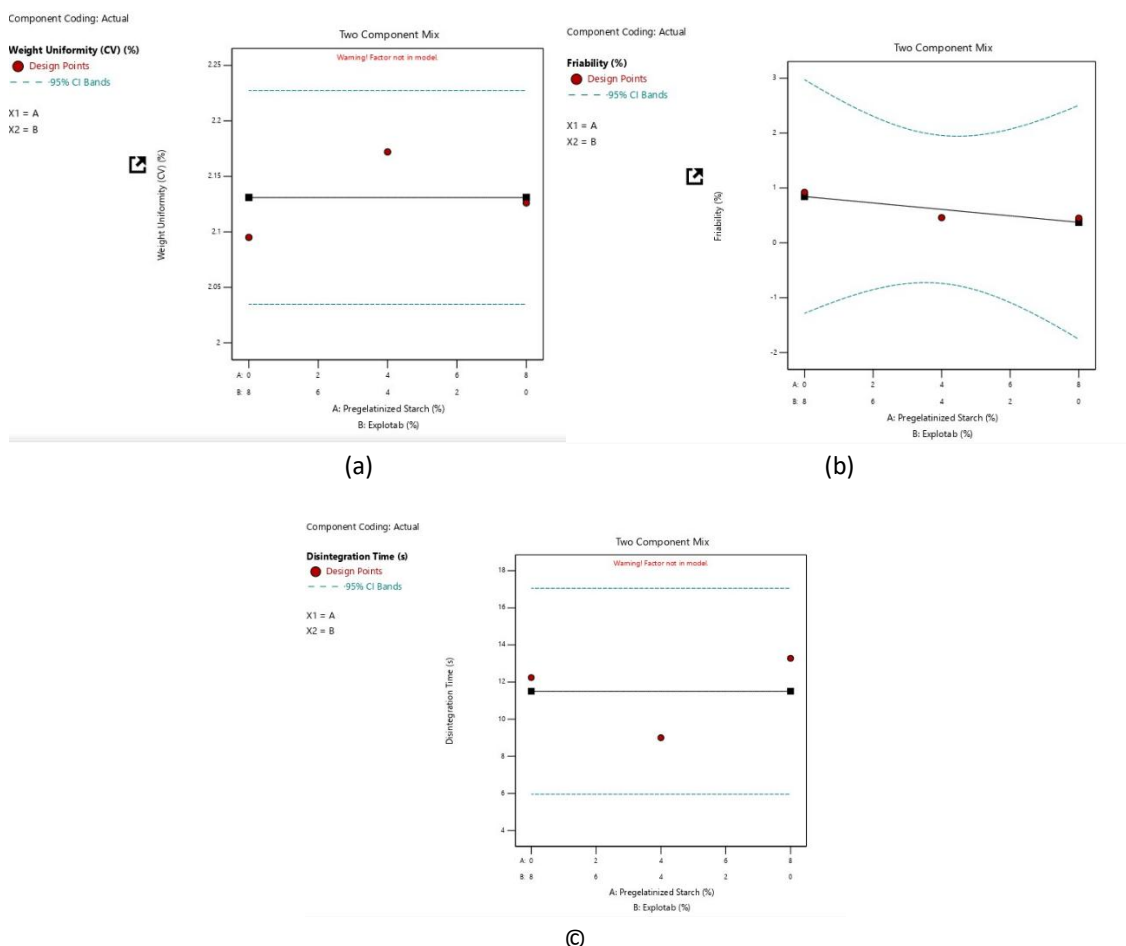 Component Coding: Actual
Weight Uniformity (CV) (%)
Design Points
95% CI Bands
X1 = A
X2 = B
Two Component Mix
Warning! Factor not in model.
Weight Uniformity (CV) (%)
2.25
2.2
2.15
2.1
2.05
2
A: 0 2 4 6 8
B: 8 6 4 2 0
A: Pregelatinized Starch (%)
B: Explotab (%)
(a)
Component Coding: Actual
Friability (%)
Design Points
95% CI Bands
X1 = A
X2 = B
Two Component Mix
Friability (%)
3
2
1
0
-1
-2
A: 0 2 4 6 8
B: 8 6 4 2 0
A: Pregelatinized Starch (%)
B: Explotab (%)
(b)
Component Coding: Actual
Disintegration Time (s)
Design Points
95% CI Bands
X1 = A
X2 = B
Two Component Mix
Warning! Factor not in model.
Disintegration Time (s)
18
16
14
12
10
8
6
4
A: 0 2 4 6 8
B: 8 6 4 2 0
A: Pregelatinized Starch (%)
B: Explotab (%)
©